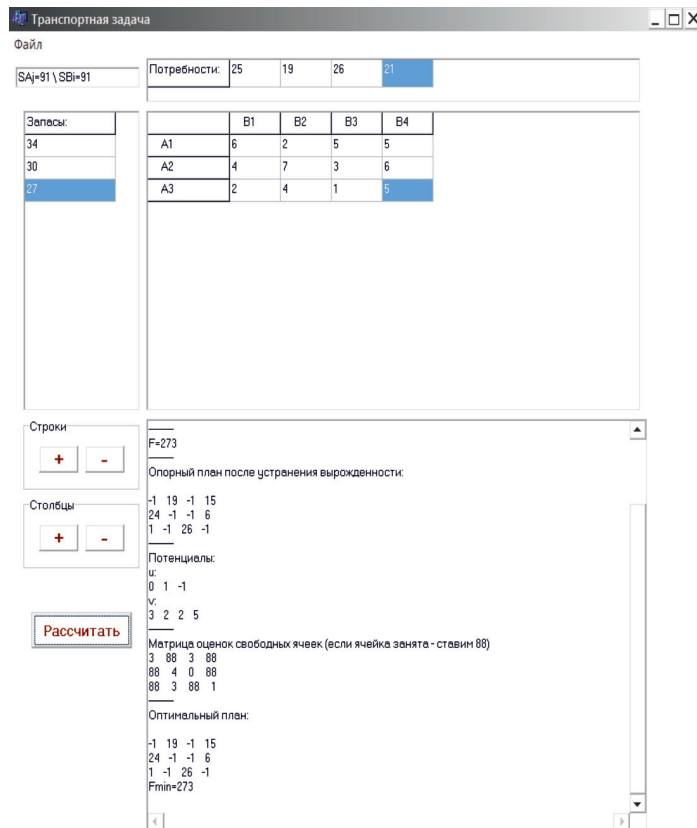 Транспортная задача
Файл
SAj=91 \ SBi=91
Потребности: 25 19 26 21
Запасы:
34
30
27
B1 B2 B3 B4
A1 6 2 5 5
A2 4 7 3 6
A3 2 4 1 5
Строки
+ -
Столбцы
+ -
Рассчитать
F=273
Опорный план после устранения вырожденности:
-1 19 -1 15
24 -1 -1 6
1 -1 26 -1
Потенциалы:
u:
0 1 -1
v:
3 2 2 5
Матрица оценок свободных ячеек (если ячейка занята - ставим 88)
3 88 3 88
88 4 0 88
88 3 88 1
Оптимальный план:
-1 19 -1 15
24 -1 -1 6
1 -1 26 -1
Fmin=273